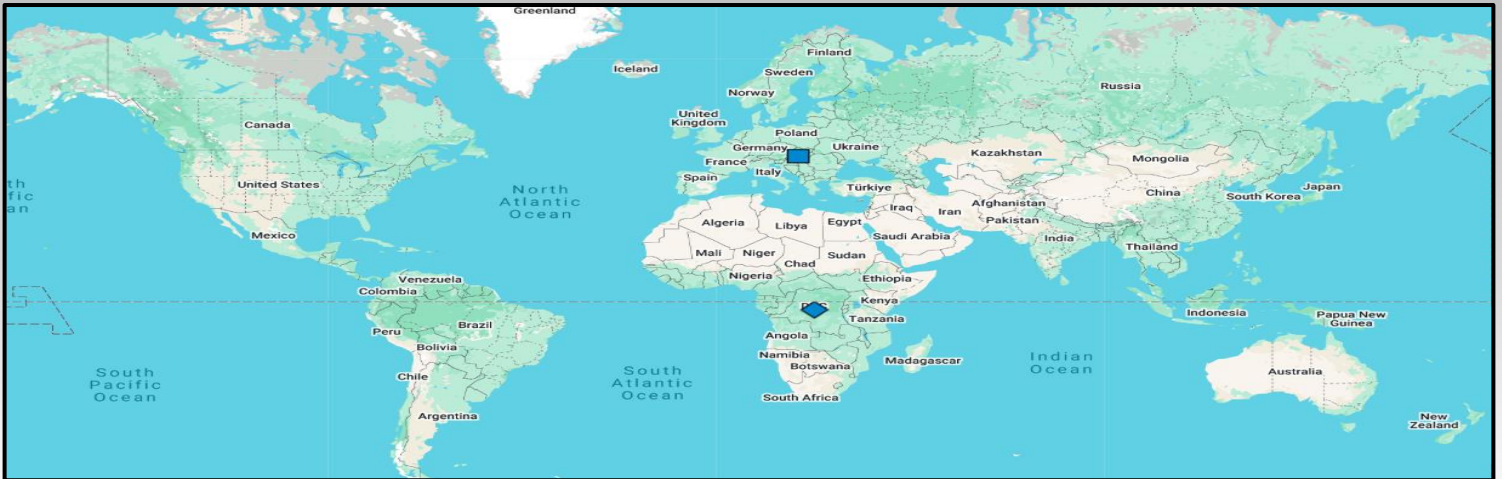 Greenland
Finland
Iceland
Sweden
Norway
Russia
United
Kingdom
Canada
Poland
Germany
Ukraine
France
Kazakhstan
Mongolia
Italy
Spain
United States
North
Atlantic
Ocean
Türkiye
Japan
China
South Korea
Afghanistan
Iraq
Iran
Pakistan
Algeria
Libya
Egypt
Mexico
Saudi Arabia
India
Thailand
Mali
Niger
Chad
Sudan
Nigeria
Ethiopia
Venezuela
Colombia
Kenya
Indonesia
Papua New
Guinea
Tanzania
Brazil
Peru
Angola
Bolivia
Namibia
Botswana
Madagascar
Indian
Ocean
South
Pacific
Ocean
Chile
South
Atlantic
Ocean
Australia
South Africa
Argentina
New
Zealand